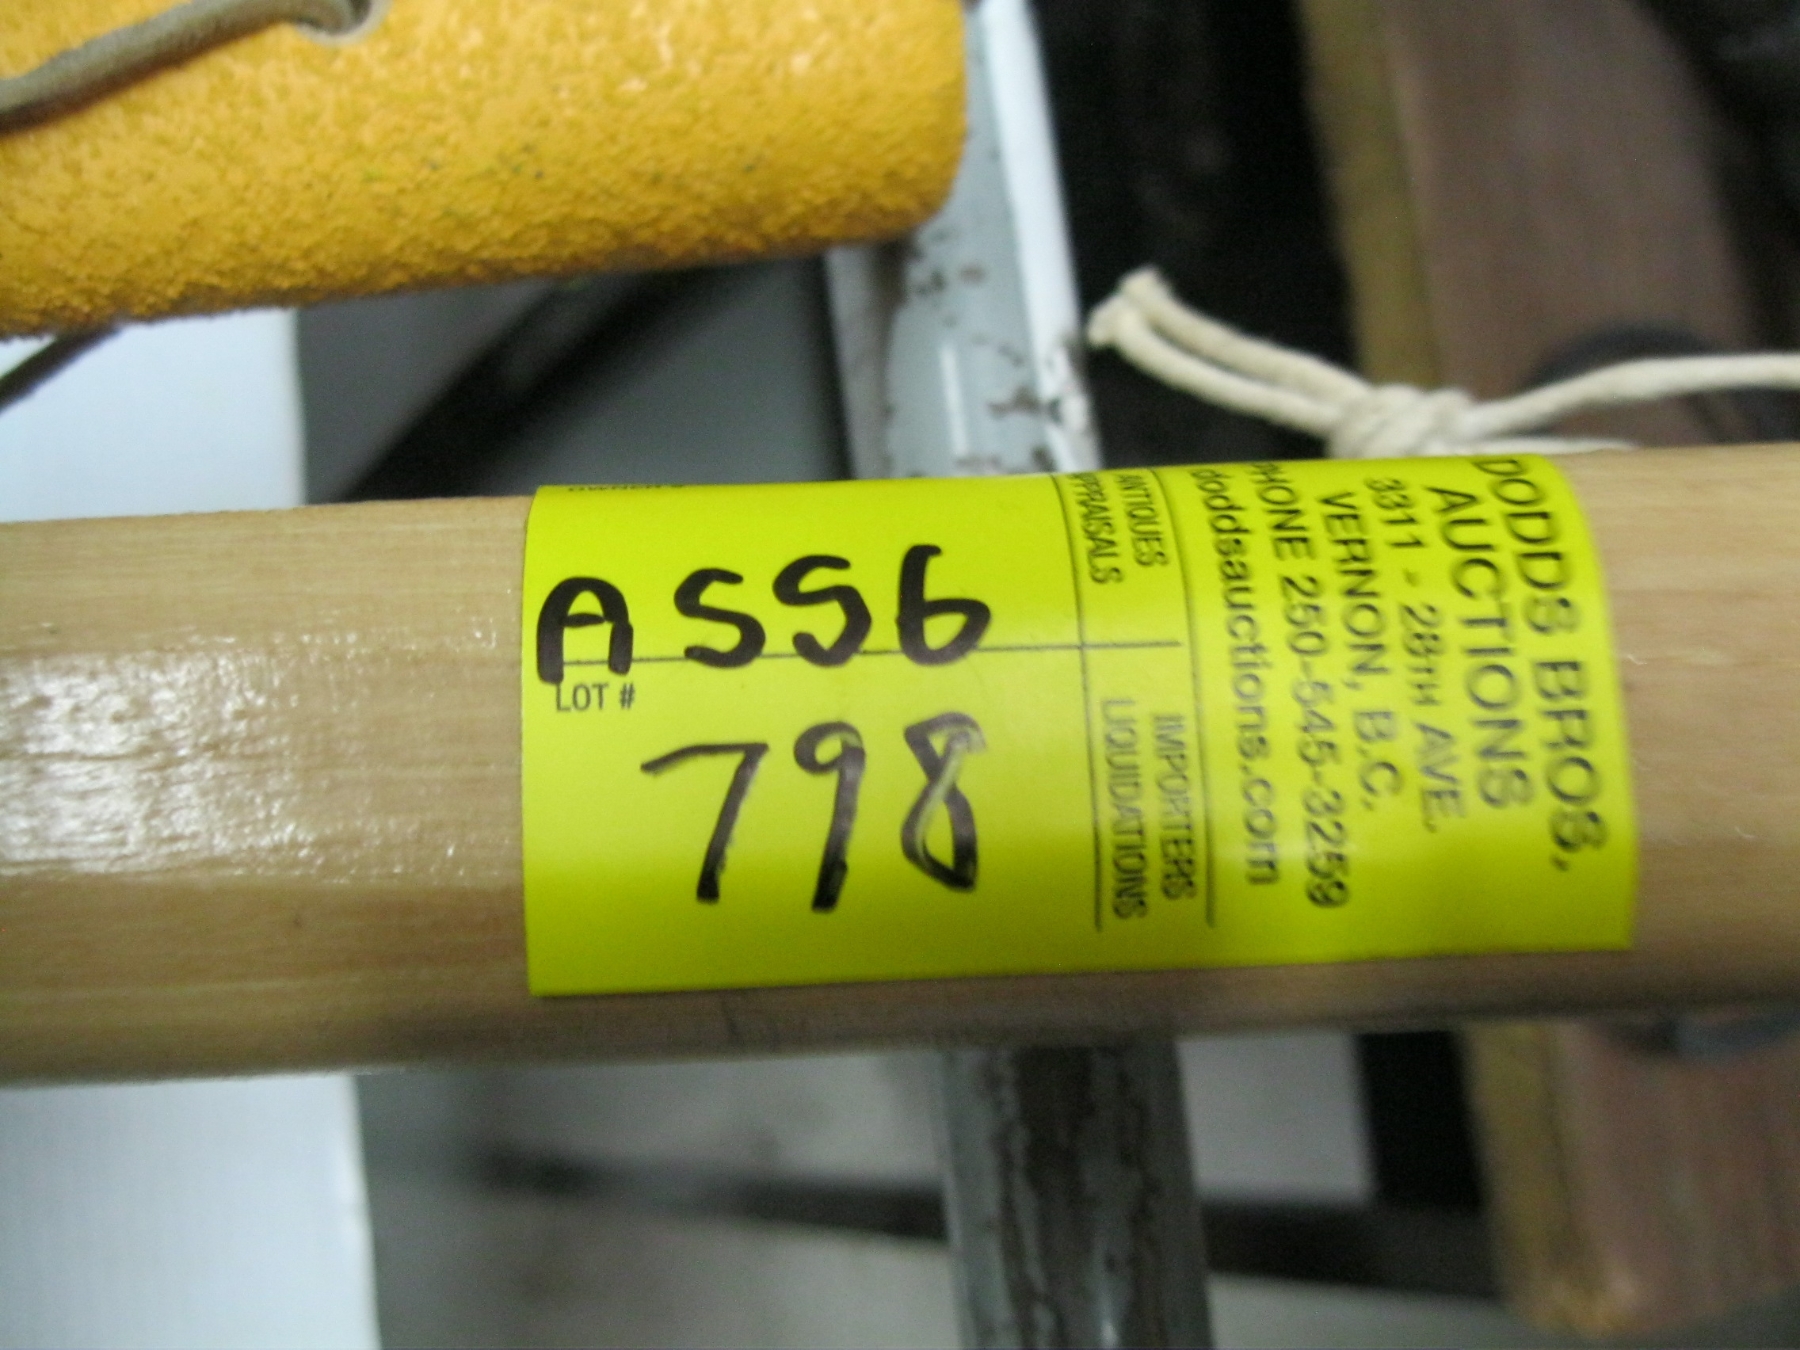 A556
LOT #
798
ANTIQUES
APPRAISALS
IMPORTERS
LIQUIDATIONS
DODDS BROS,
AUCTIONS
3311 - 28TH AVE.
VERNON, B.C.
PHONE 250-545-3259
doddsauctions.com